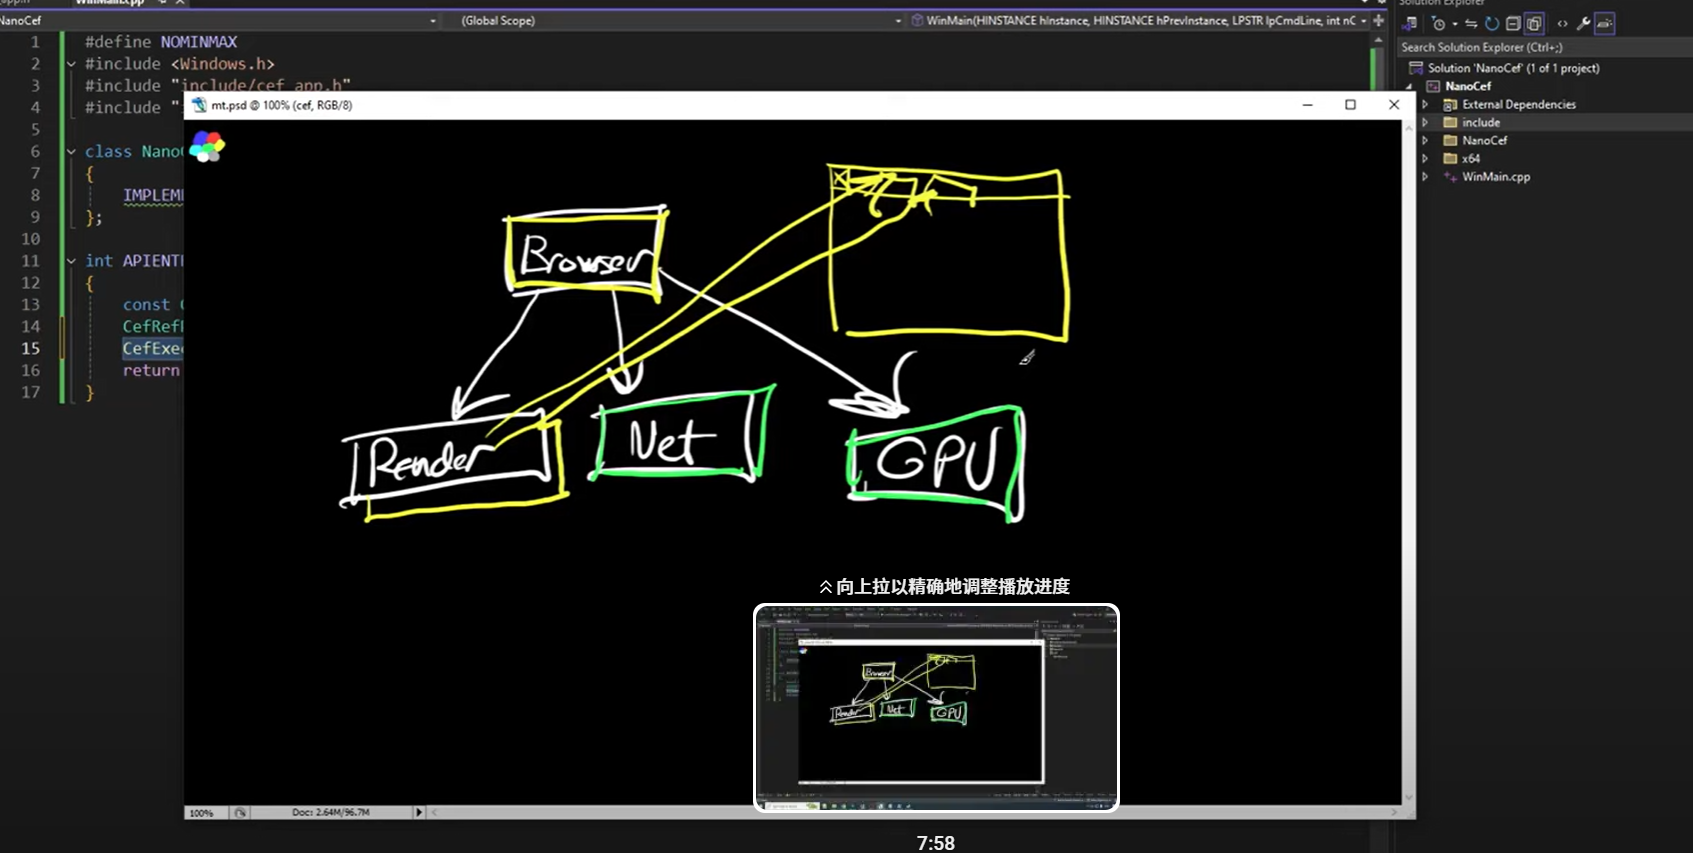 WinMain.cpp
Solution Explorer
NanoCef
(Global Scope)
WinMain(HINSTANCE hInstance, HINSTANCE hPrevInstance, LPSTR lpCmdLine, int nC
Search Solution Explorer (Ctrl+;)
Solution 'NanoCef' (1 of 1 project)
NanoCef
External Dependencies
include
NanoCef
x64
WinMain.cpp
1 #define NOMINMAX
2 #include <Windows.h>
3 #include "include/cef_app.h"
4 #include "
5
6 class Nano
7 {
8 IMPLEM
9 };
10
11 int APIENT
12 {
13 const
14 CefRef
15 CefExe
16 return
17 }
mt.psd @ 100% (cef, RGB/8)
Browser
Render
Net
GPU
向上拉以精确地调整播放进度
Browser
Render
Net
GPU
100%
Doc: 2.64M/96.7M
7:58